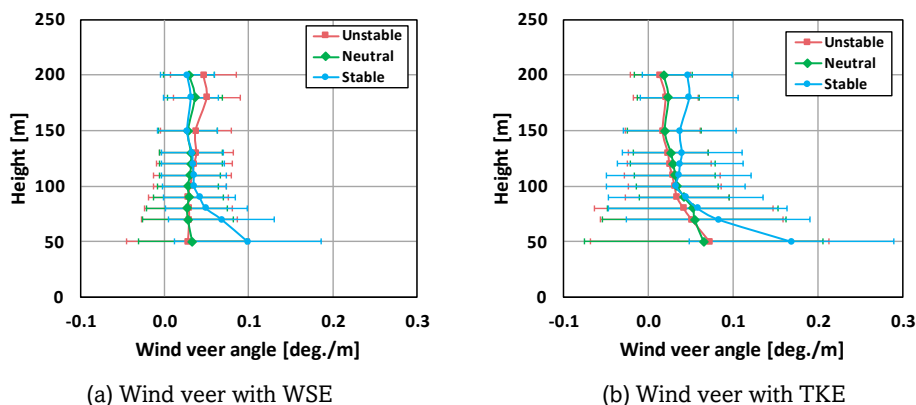 250
200
150
100
50
0
Height [m]
-0.1 0.0 0.1 0.2 0.3
Wind veer angle [deg./m]
Unstable
Neutral
Stable
(a) Wind veer with WSE
250
200
150
100
50
0
Height [m]
-0.1 0.0 0.1 0.2 0.3
Wind veer angle [deg./m]
Unstable
Neutral
Stable
(b) Wind veer with TKE